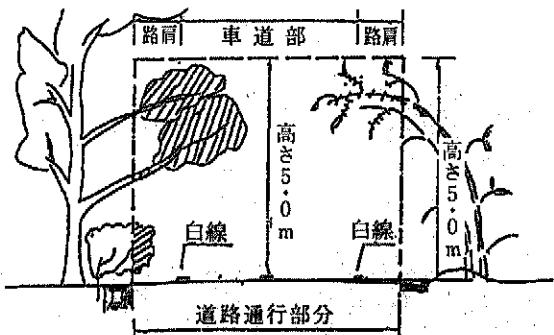 路肩 車道部 路肩
高さ5.0m
高さ5.0m
白線 白線
道路通行部分